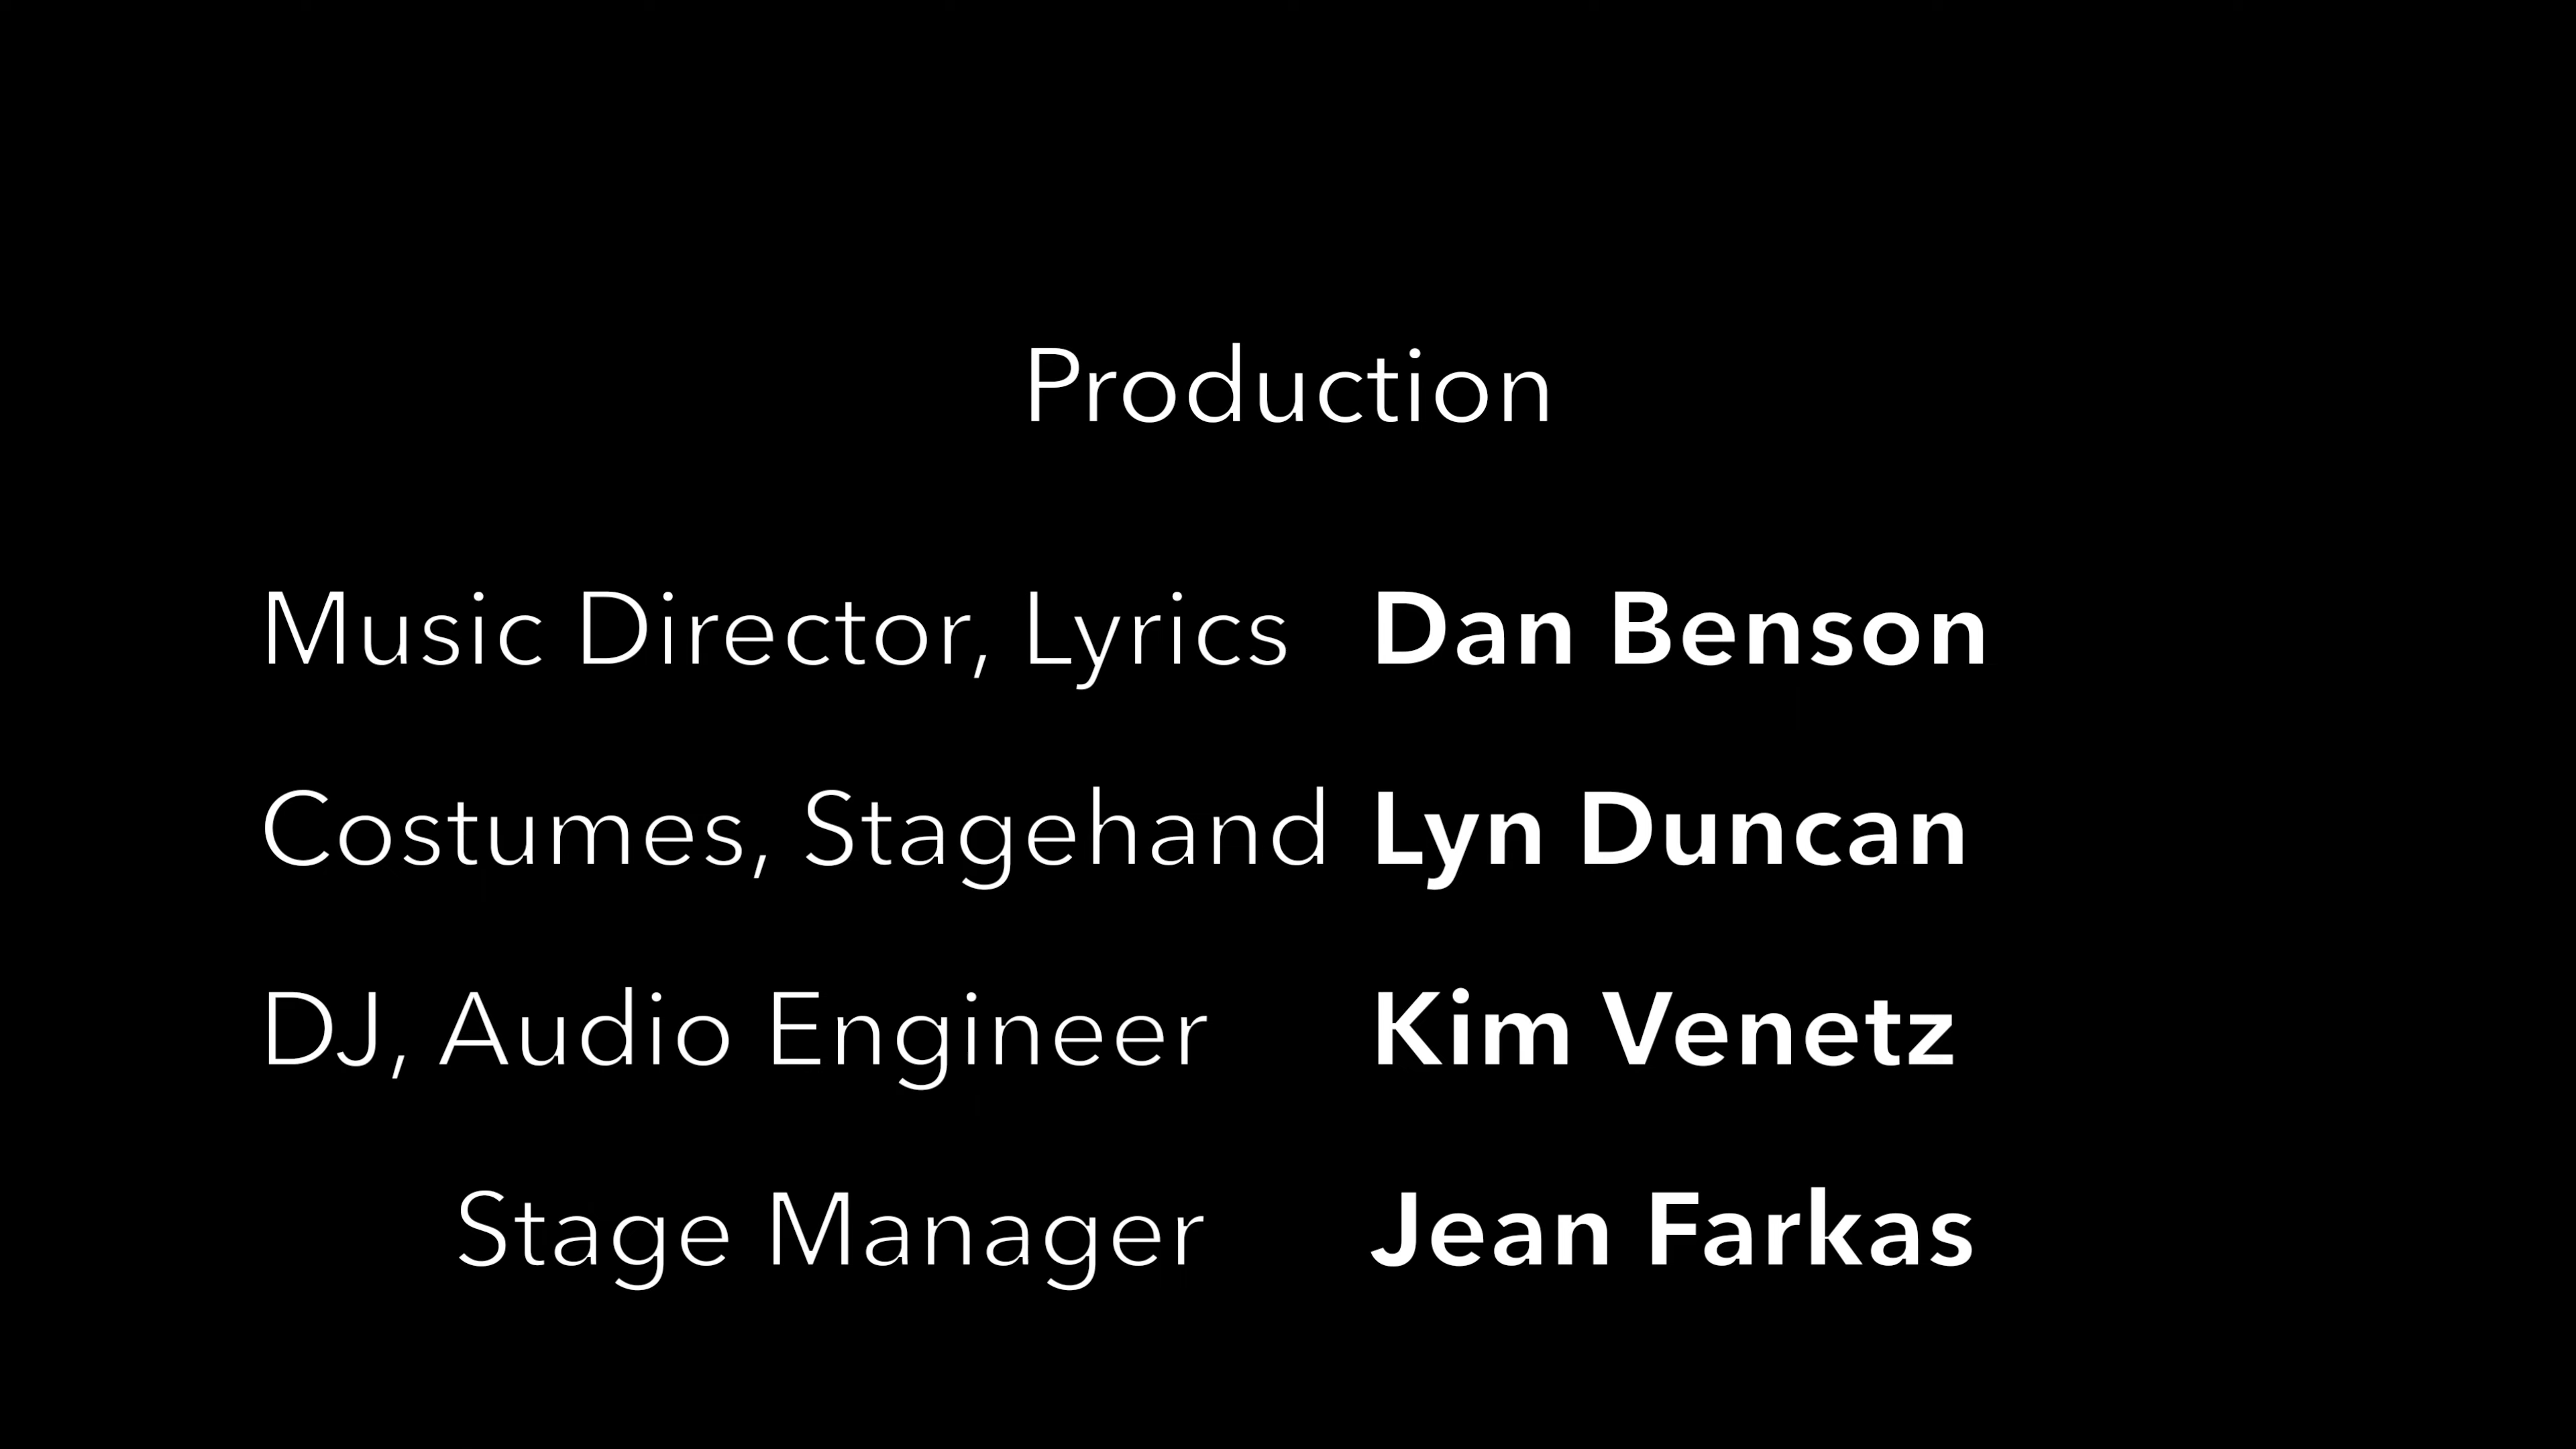 Production
Music Director, Lyrics Dan Benson
Costumes, Stagehand Lyn Duncan
DJ, Audio Engineer Kim Venetz
Stage Manager Jean Farkas